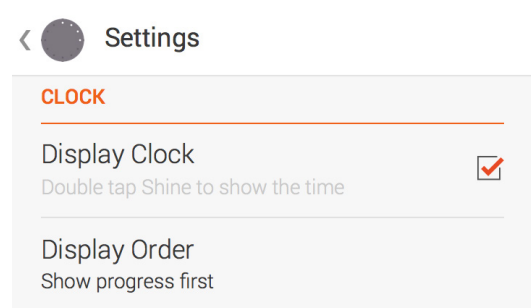 Settings
CLOCK
Display Clock
Double tap Shine to show the time
Display Order
Show progress first